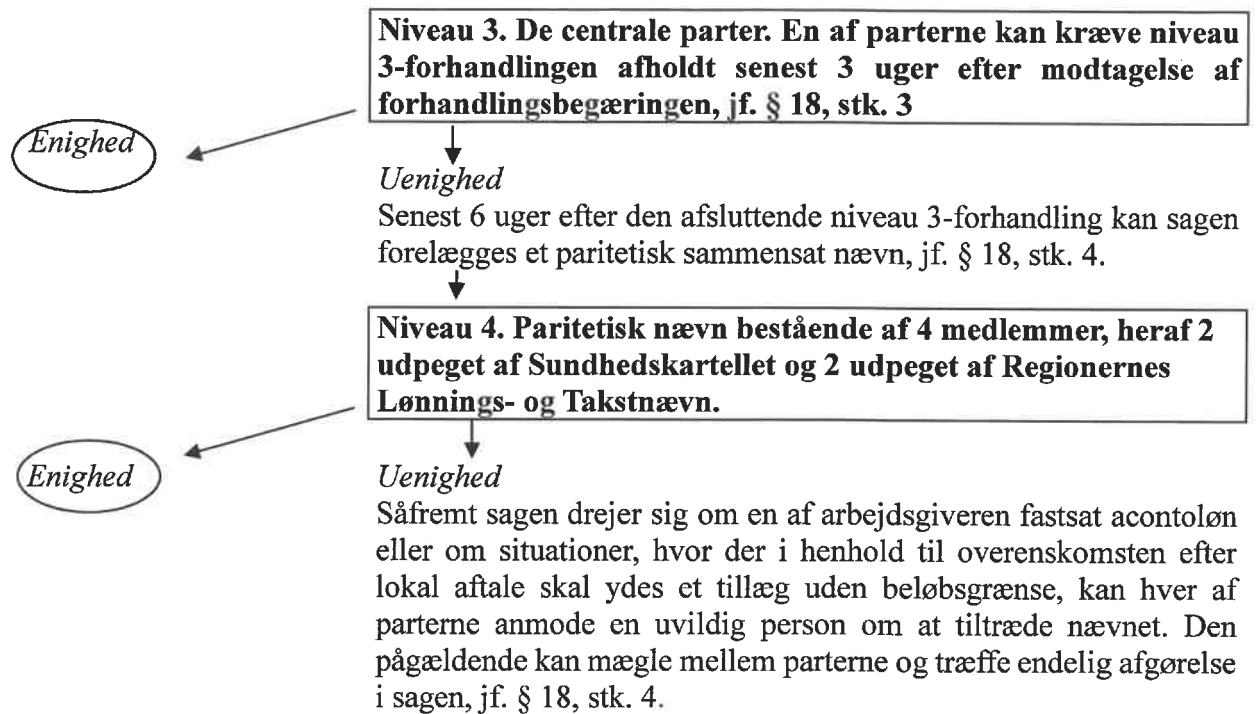 Niveau 3. De centrale parter. En af parterne kan kræve niveau
3-forhandlingen afholdt senest 3 uger efter modtagelse af
forhandlingsbegæringen, jf. § 18, stk. 3
Enighed
Uenighed
Senest 6 uger efter den afsluttende niveau 3-forhandling kan sagen
forelægges et paritetisk sammensat nævn, jf. § 18, stk. 4.
Niveau 4. Paritetisk nævn bestående af 4 medlemmer, heraf 2
udpeget af Sundhedskartellet og 2 udpeget af Regionernes
Lønnings- og Takstnævn.
Enighed
Uenighed
Såfremt sagen drejer sig om en af arbejdsgiveren fastsat acontoløn
eller om situationer, hvor der i henhold til overenskomsten efter
lokal aftale skal ydes et tillæg uden beløbsgrænse, kan hver af
parterne anmode en uvildig person om at tiltræde nævnet. Den
pågældende kan mægle mellem parterne og træffe endelig afgørelse
i sagen, jf. § 18, stk. 4.